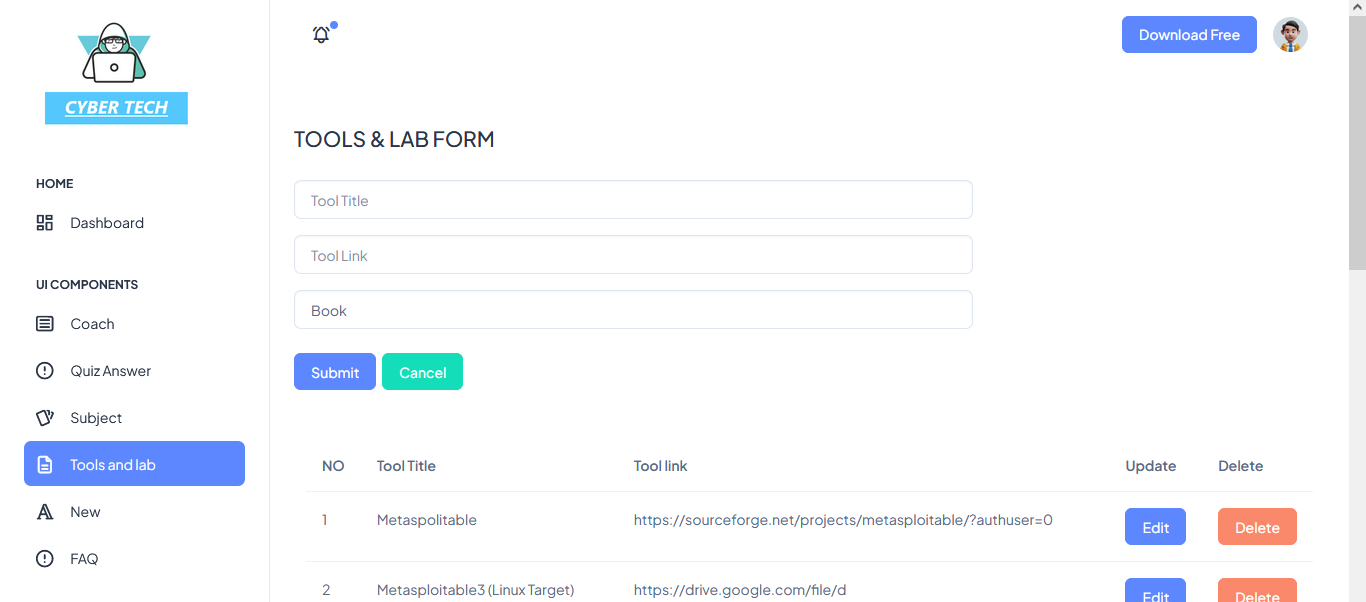 CYBER TECH
Download Free
HOME
Dashboard
UI COMPONENTS
Coach
Quiz Answer
Subject
Tools and lab
New
FAQ
TOOLS & LAB FORM
Tool Title
Tool Link
Book
Submit Cancel
NO Tool Title Tool link Update Delete
1 Metaspolitable https://sourceforge.net/projects/metasploitable/?authuser=0 Edit Delete
2 Metasploitable3 (Linux Target) https://drive.google.com/file/d Edit Delete